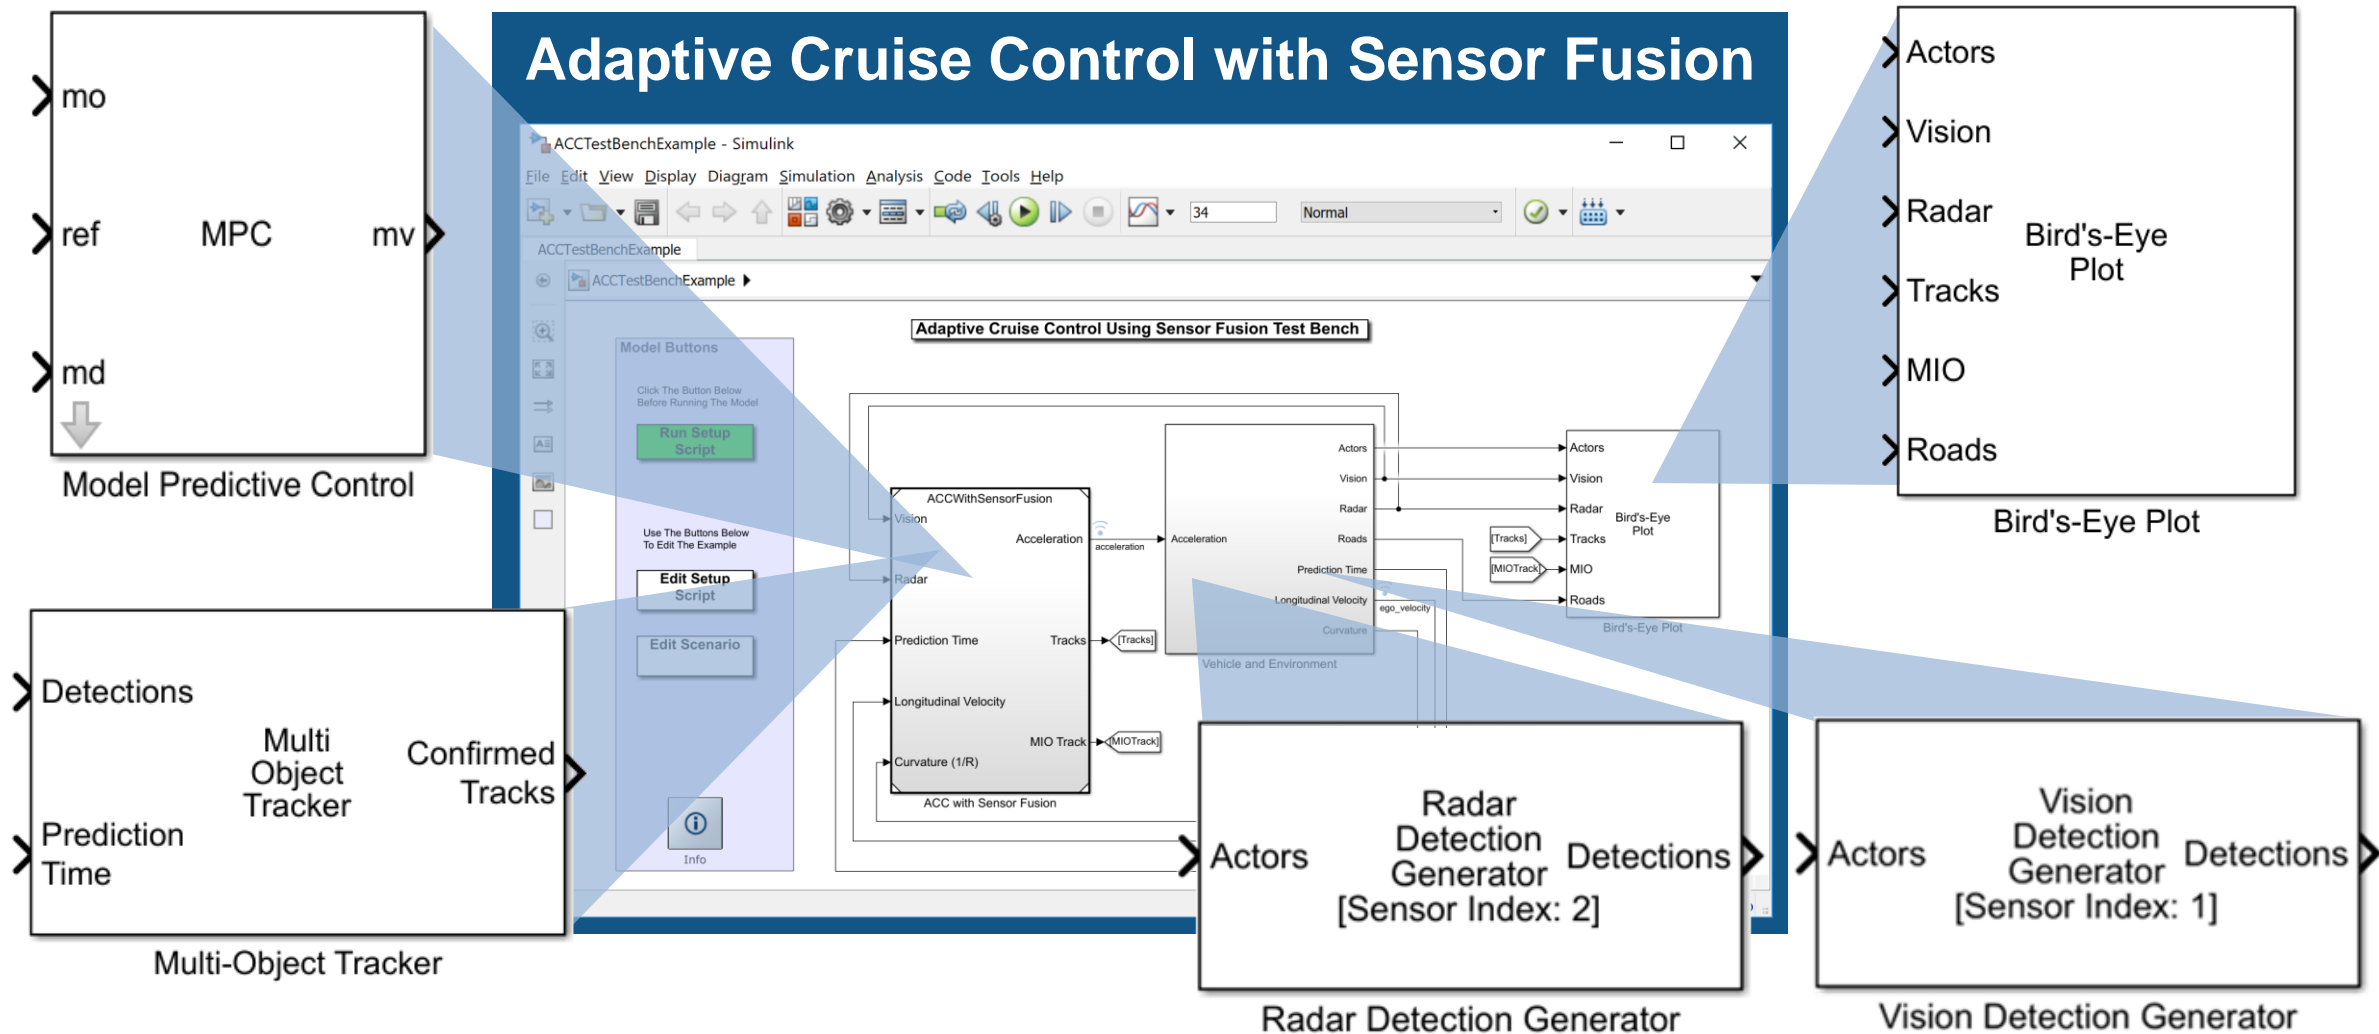 Adaptive Cruise Control with Sensor Fusion
mo
ref
MPC
mv
md
Model Predictive Control
Actors
Vision
Radar
Tracks
MIO
Roads
Bird's-Eye
Plot
Bird's-Eye Plot
ACCTestBenchExample - Simulink
File Edit View Display Diagram Simulation Analysis Code Tools Help
34
Normal
ACCTestBenchExample
ACCTestBenchExample
Adaptive Cruise Control Using Sensor Fusion Test Bench
Model Buttons
Click The Button Below
Before Running The Model
Run Setup
Script
Use The Buttons Below
To Edit The Example
Edit Setup
Script
Edit Scenario
Info
ACCWithSensorFusion
Vision
Radar
Prediction Time
Longitudinal Velocity
Curvature (1/R)
Acceleration
Tracks
MIO Track
ACC with Sensor Fusion
acceleration
[Tracks]
[MIOTrack]
Acceleration
Actors
Vision
Radar
Roads
Prediction Time
Longitudinal Velocity
Curvature
Vehicle and Environment
ego_velocity
[Tracks]
[MIOTrack]
Actors
Vision
Radar
Tracks
MIO
Roads
Bird's-Eye
Plot
Bird's-Eye Plot
Detections
Prediction
Time
Multi
Object
Tracker
Confirmed
Tracks
Multi-Object Tracker
Actors
Radar
Detection
Generator
[Sensor Index: 2]
Detections
Radar Detection Generator
Actors
Vision
Detection
Generator
[Sensor Index: 1]
Detections
Vision Detection Generator